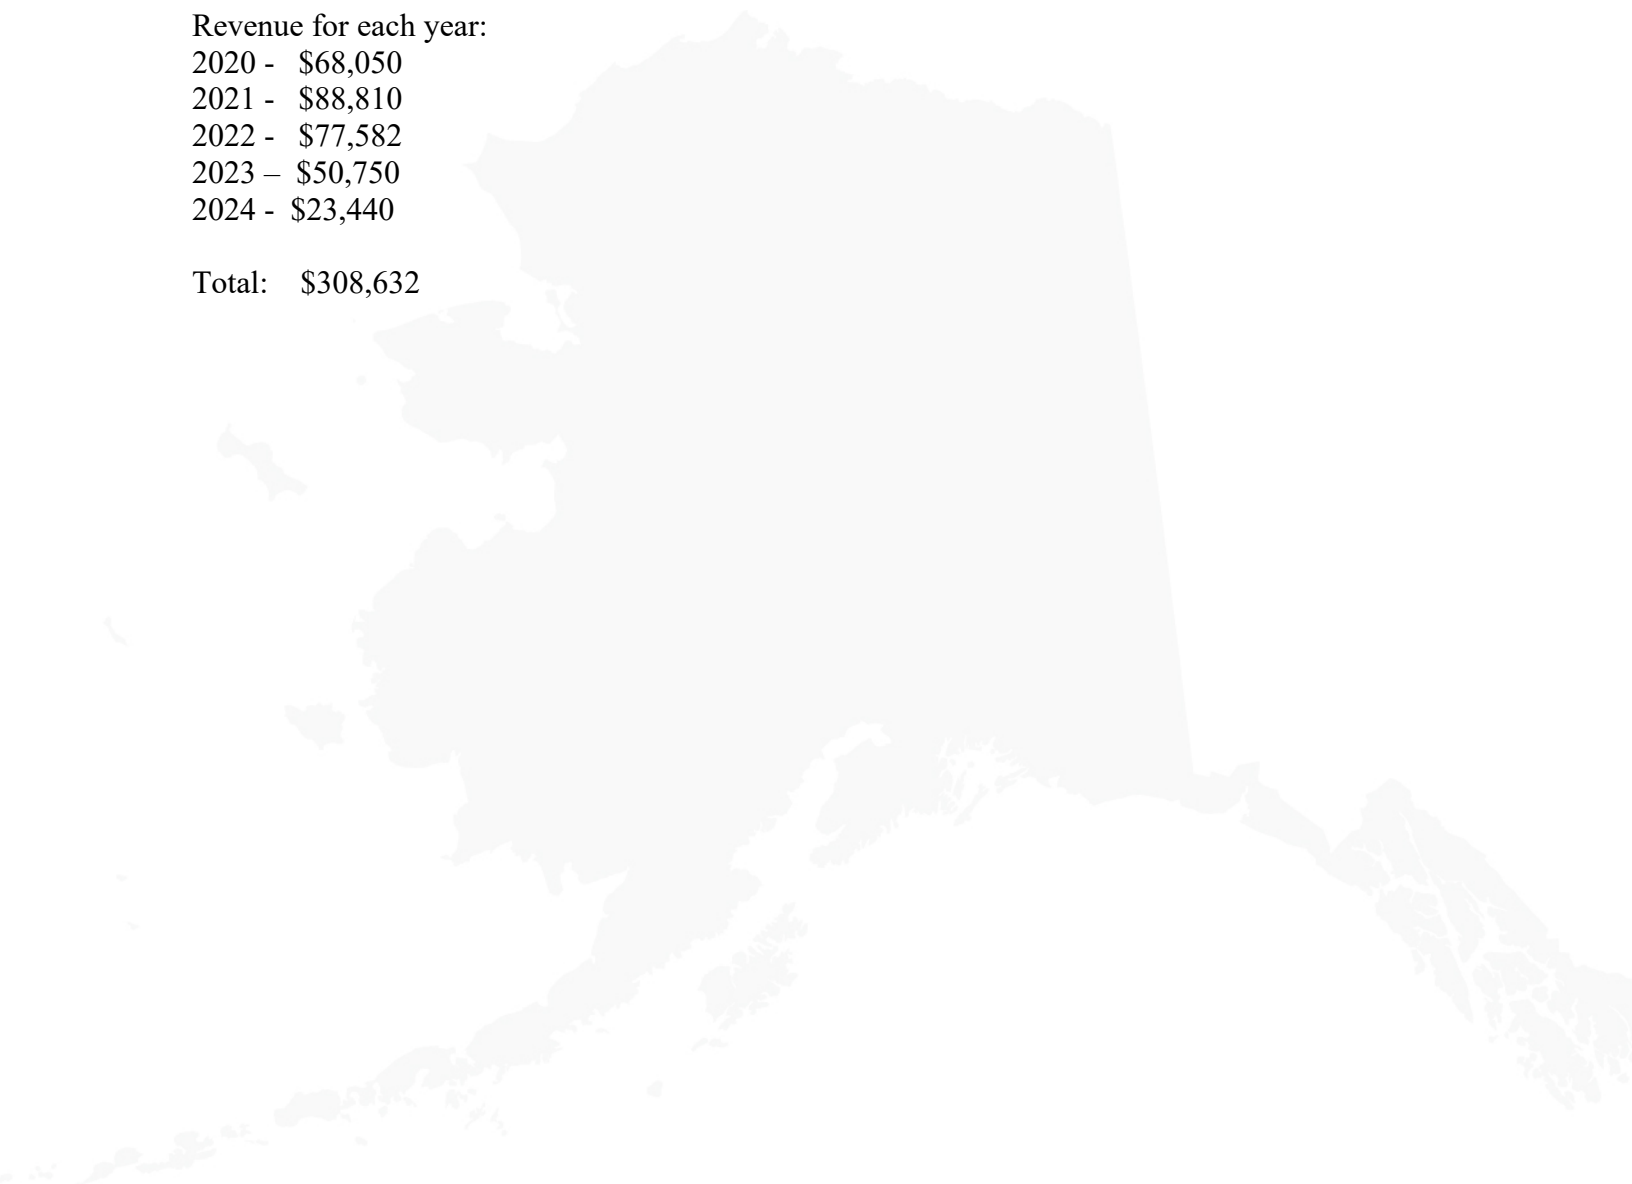 Revenue for each year:
2020 -   $68,050
2021 -   $88,810
2022 -   $77,582
2023 –  $50,750
2024 -  $23,440
Total:    $308,632